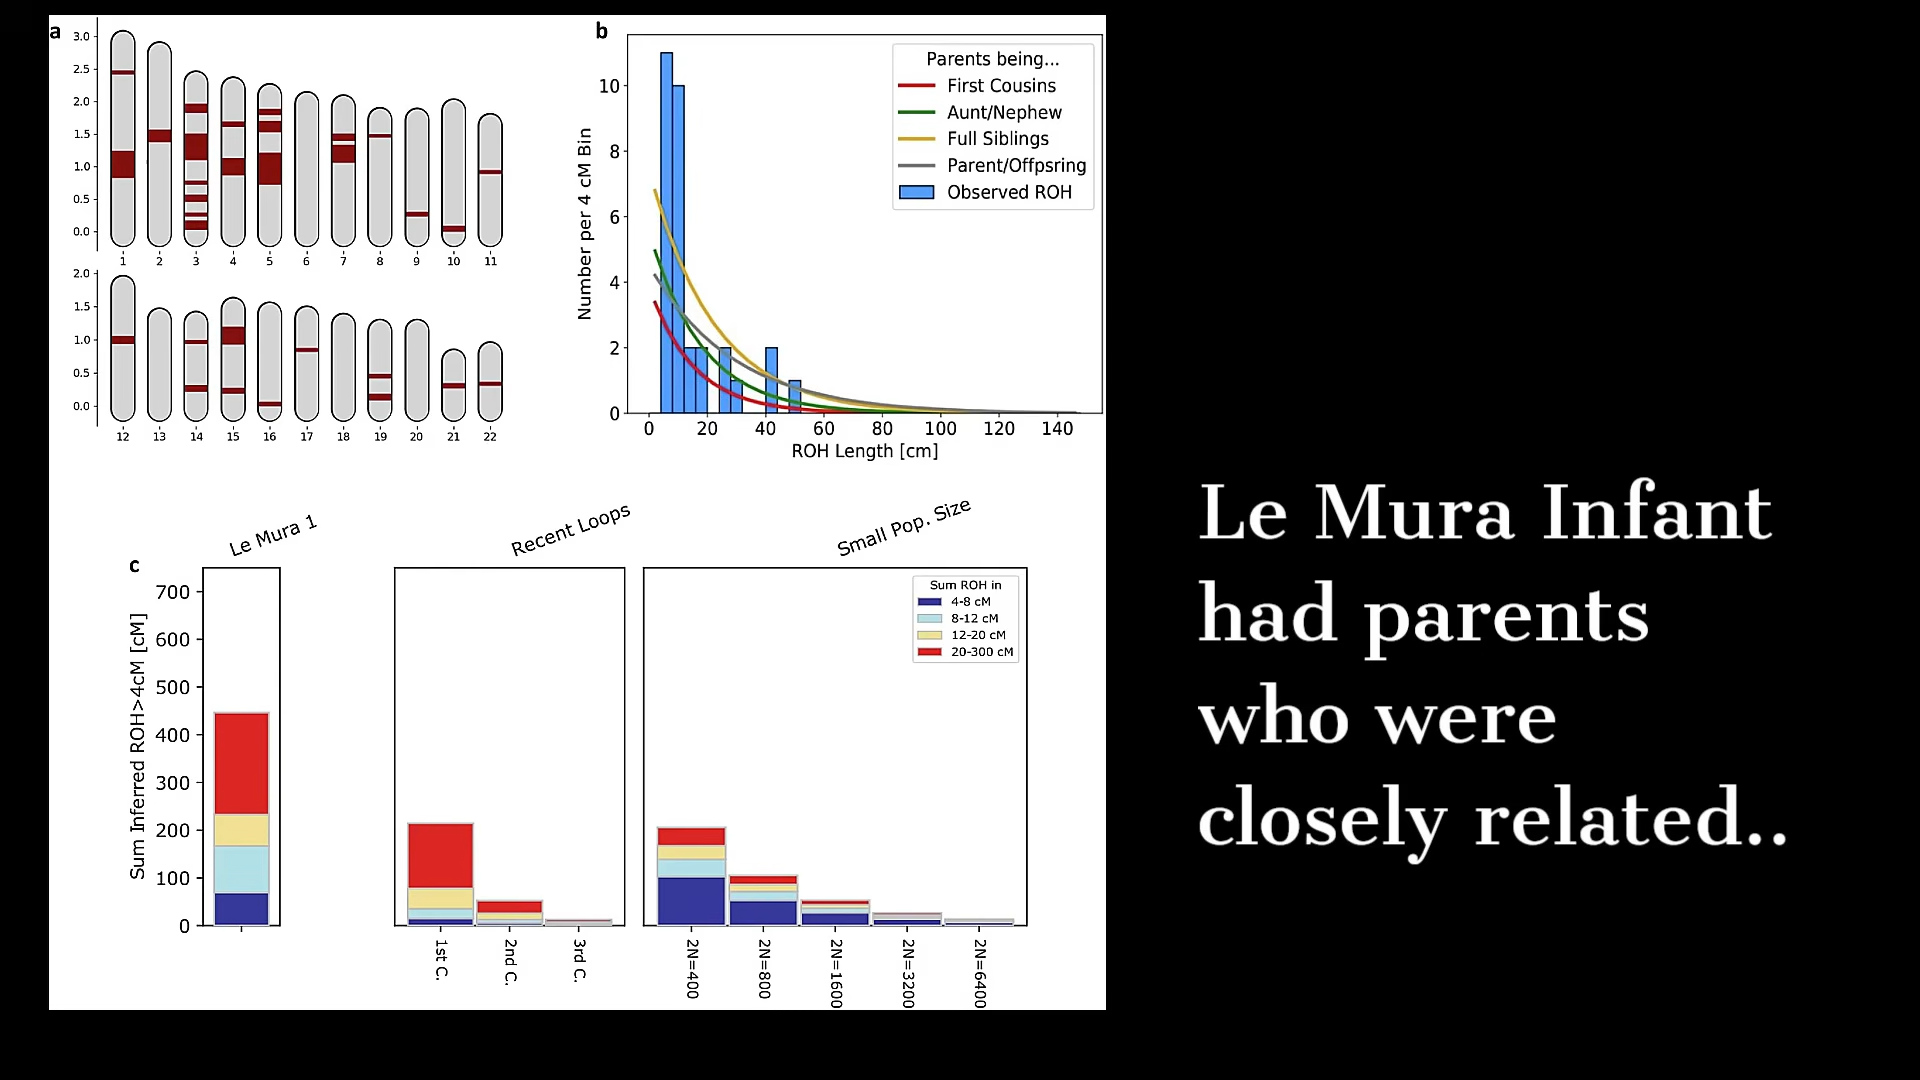 a
3.0
2.5
2.0
1.5
1.0
0.5
0.0
1 2 3 4 5 6 7 8 9 10 11
2.0
1.5
1.0
0.5
0.0
12 13 14 15 16 17 18 19 20 21 22
b
Number per 4 cM Bin
10
8
6
4
2
0
Parents being...
First Cousins
Aunt/Nephew
Full Siblings
Parent/Offpsring
Observed ROH
0 20 40 60 80 100 120 140
ROH Length [cm]
c
Le Mura 1
Recent Loops
Small Pop. Size
Sum Inferred ROH>4cM [cM]
700
600
500
400
300
200
100
0
Sum ROH in
4-8 cM
8-12 cM
12-20 cM
20-300 cM
1st C.
2nd C.
3rd C.
2N=400
2N=800
2N=1600
2N=3200
2N=6400
Le Mura Infant
had parents
who were
closely related..